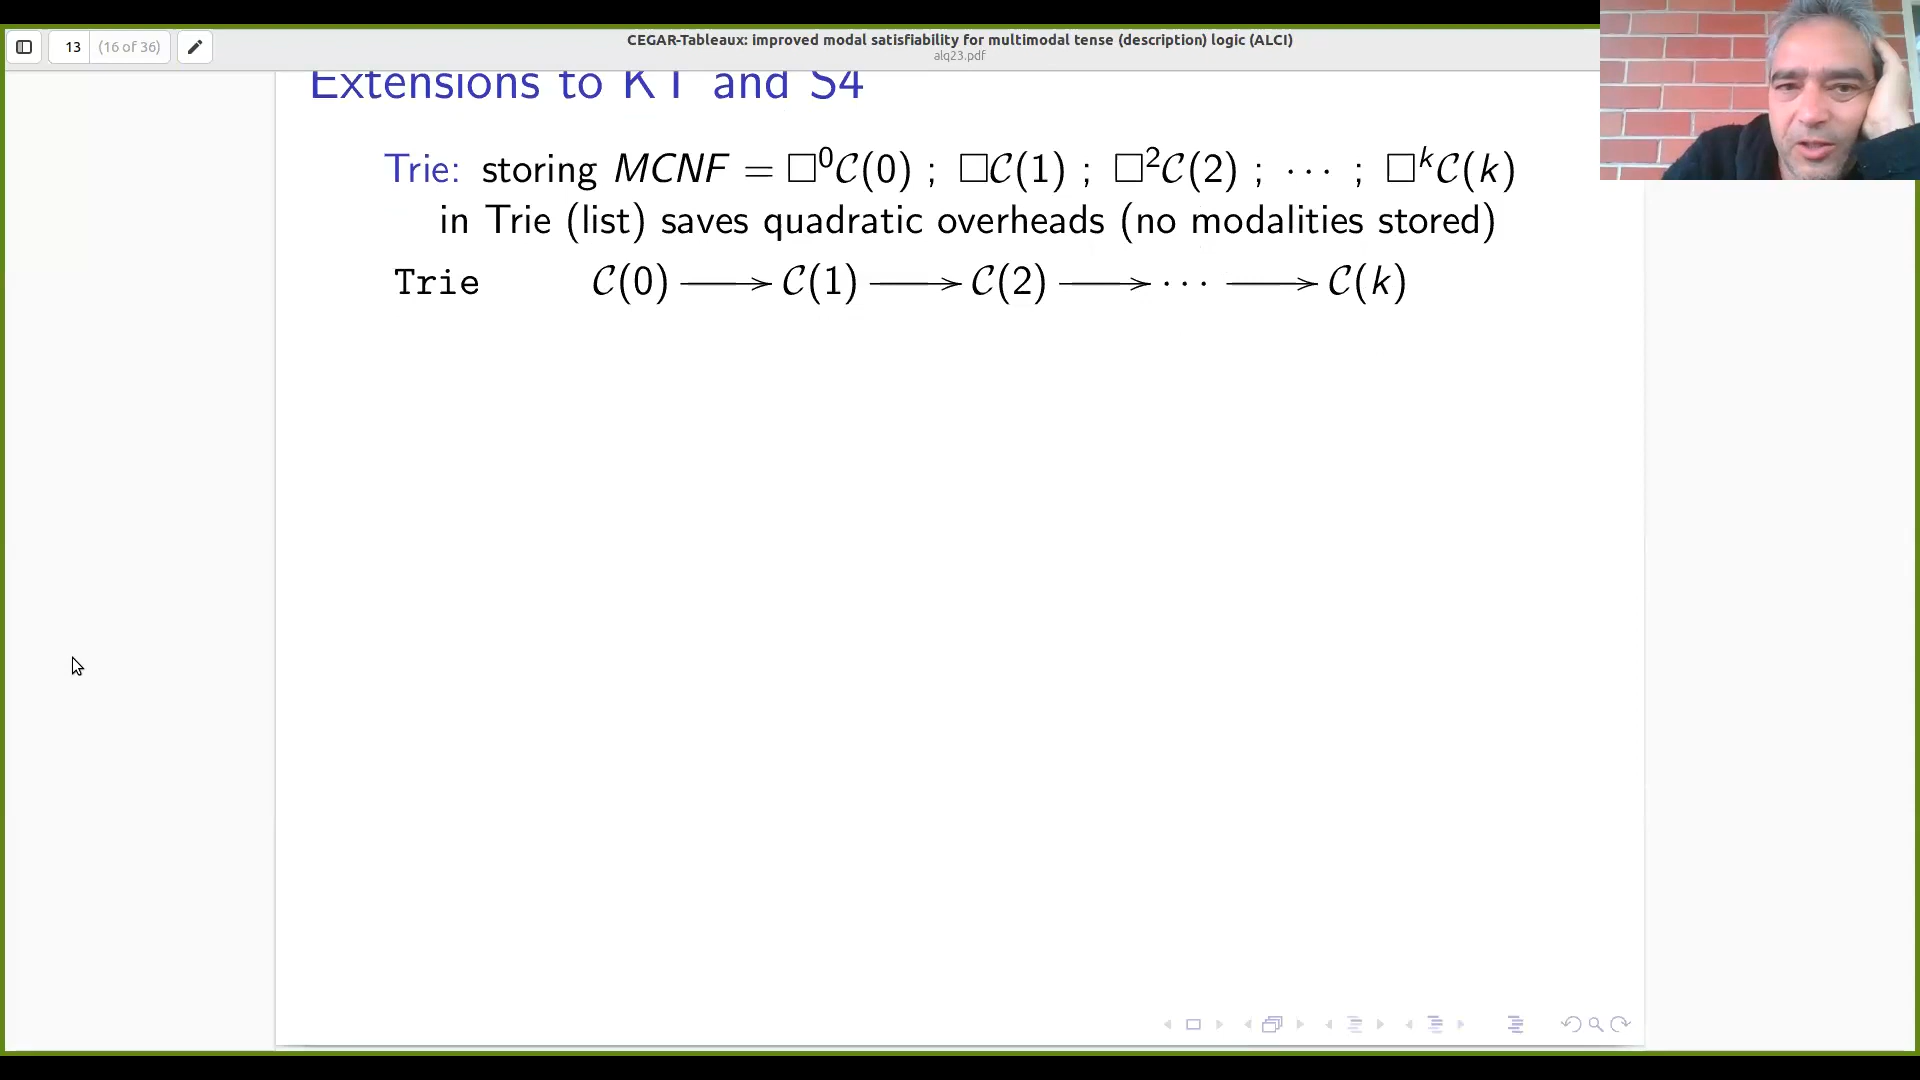 13 (16 of 36)
CEGAR-Tableaux: improved modal satisfiability for multimodal tense (description) logic (ALCI)
alq23.pdf
Extensions to KT and S4
Trie: storing MCNF = □⁰𝒞(0) ; □𝒞(1) ; □²𝒞(2) ; ⋯ ; □ᵏ𝒞(k)
in Trie (list) saves quadratic overheads (no modalities stored)
Trie 𝒞(0) ⟶ 𝒞(1) ⟶ 𝒞(2) ⟶ ⋯ ⟶ 𝒞(k)